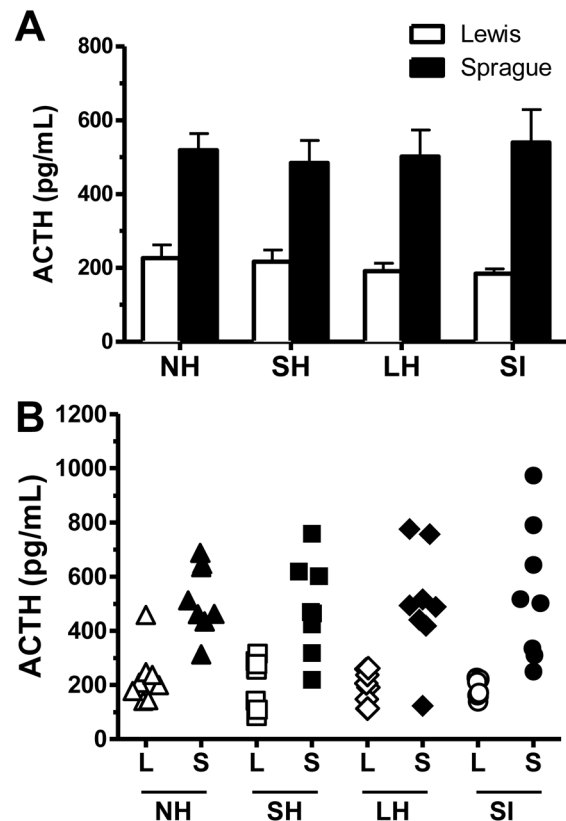 A
Lewis
Sprague
ACTH (pg/mL)
800
600
400
200
0
NH SH LH SI
B
ACTH (pg/mL)
1200
1000
800
600
400
200
0
L S L S L S L S
NH SH LH SI